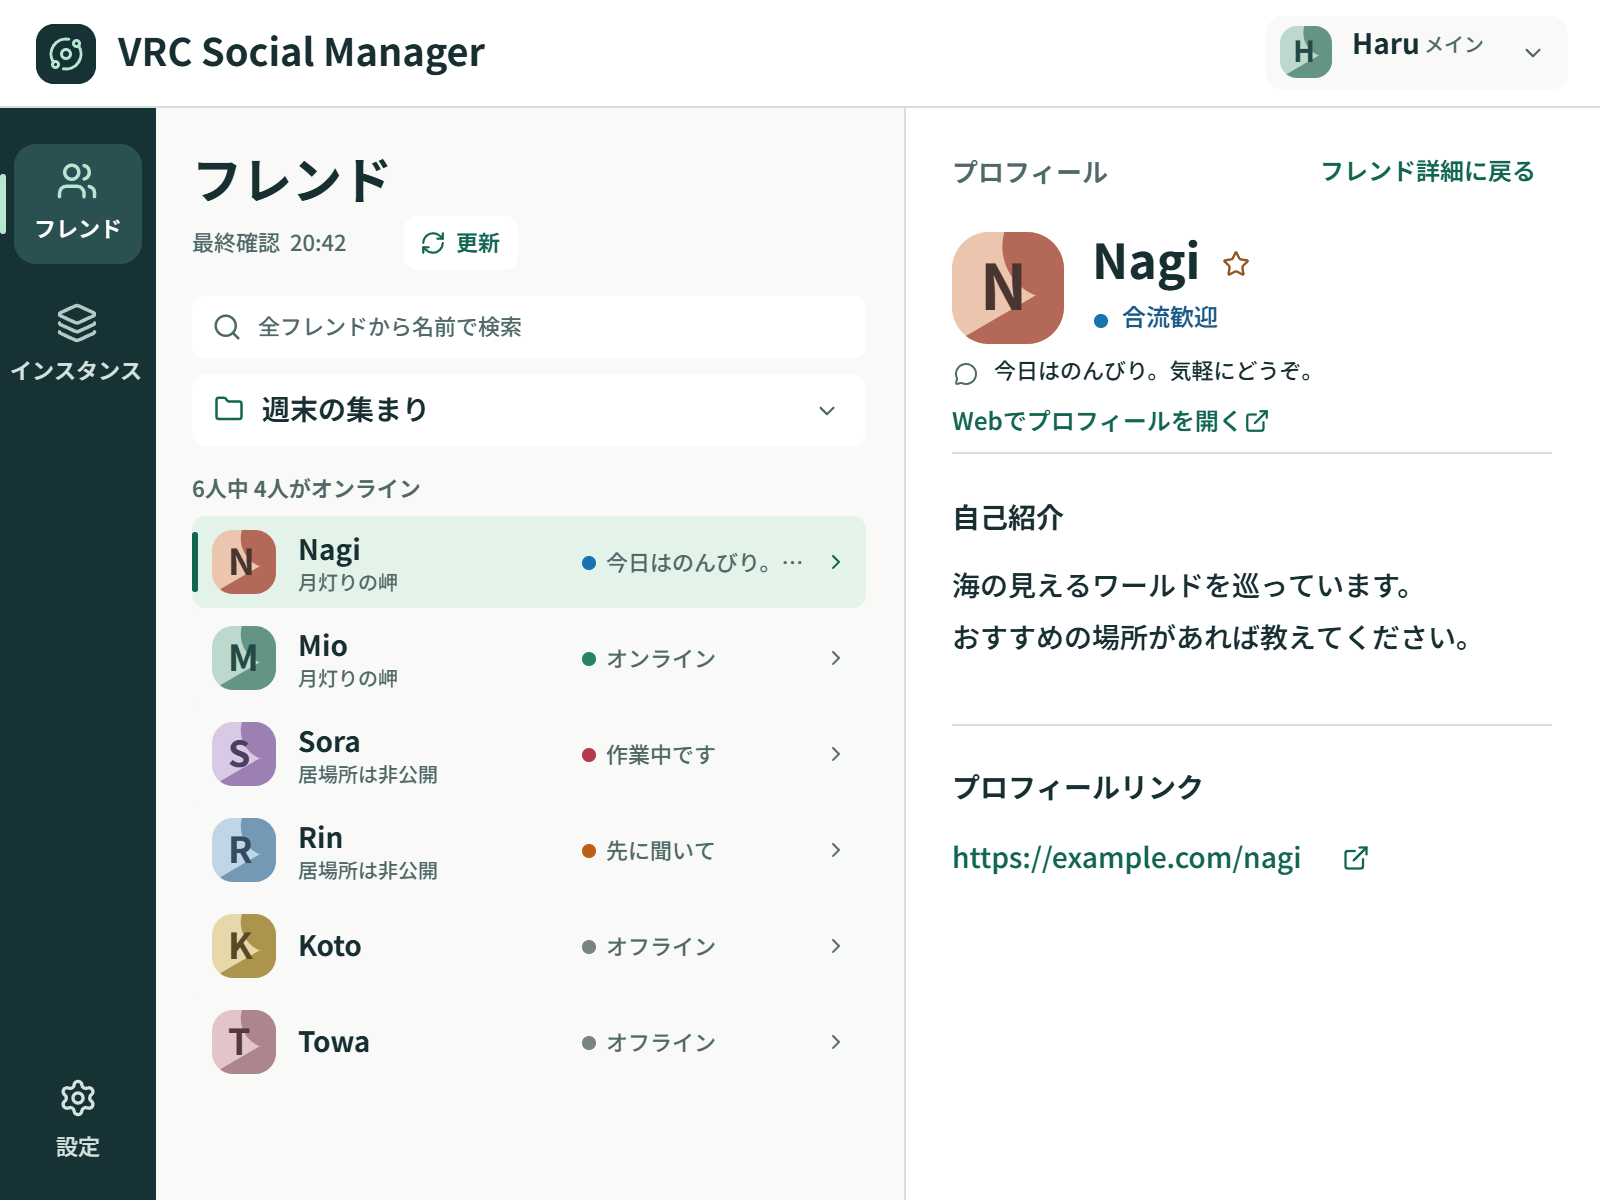 VRC Social Manager
H
Haru メイン
フレンド
インスタンス
設定
フレンド
最終確認 20:42
更新
全フレンドから名前で検索
週末の集まり
6人中 4人がオンライン
N
Nagi
月灯りの岬
今日はのんびり。…
M
Mio
月灯りの岬
オンライン
S
Sora
居場所は非公開
作業中です
R
Rin
居場所は非公開
先に聞いて
K
Koto
オフライン
T
Towa
オフライン
プロフィール
フレンド詳細に戻る
N
Nagi
合流歓迎
今日はのんびり。気軽にどうぞ。
Webでプロフィールを開く
自己紹介
海の見えるワールドを巡っています。
おすすめの場所があれば教えてください。
プロフィールリンク
https://example.com/nagi